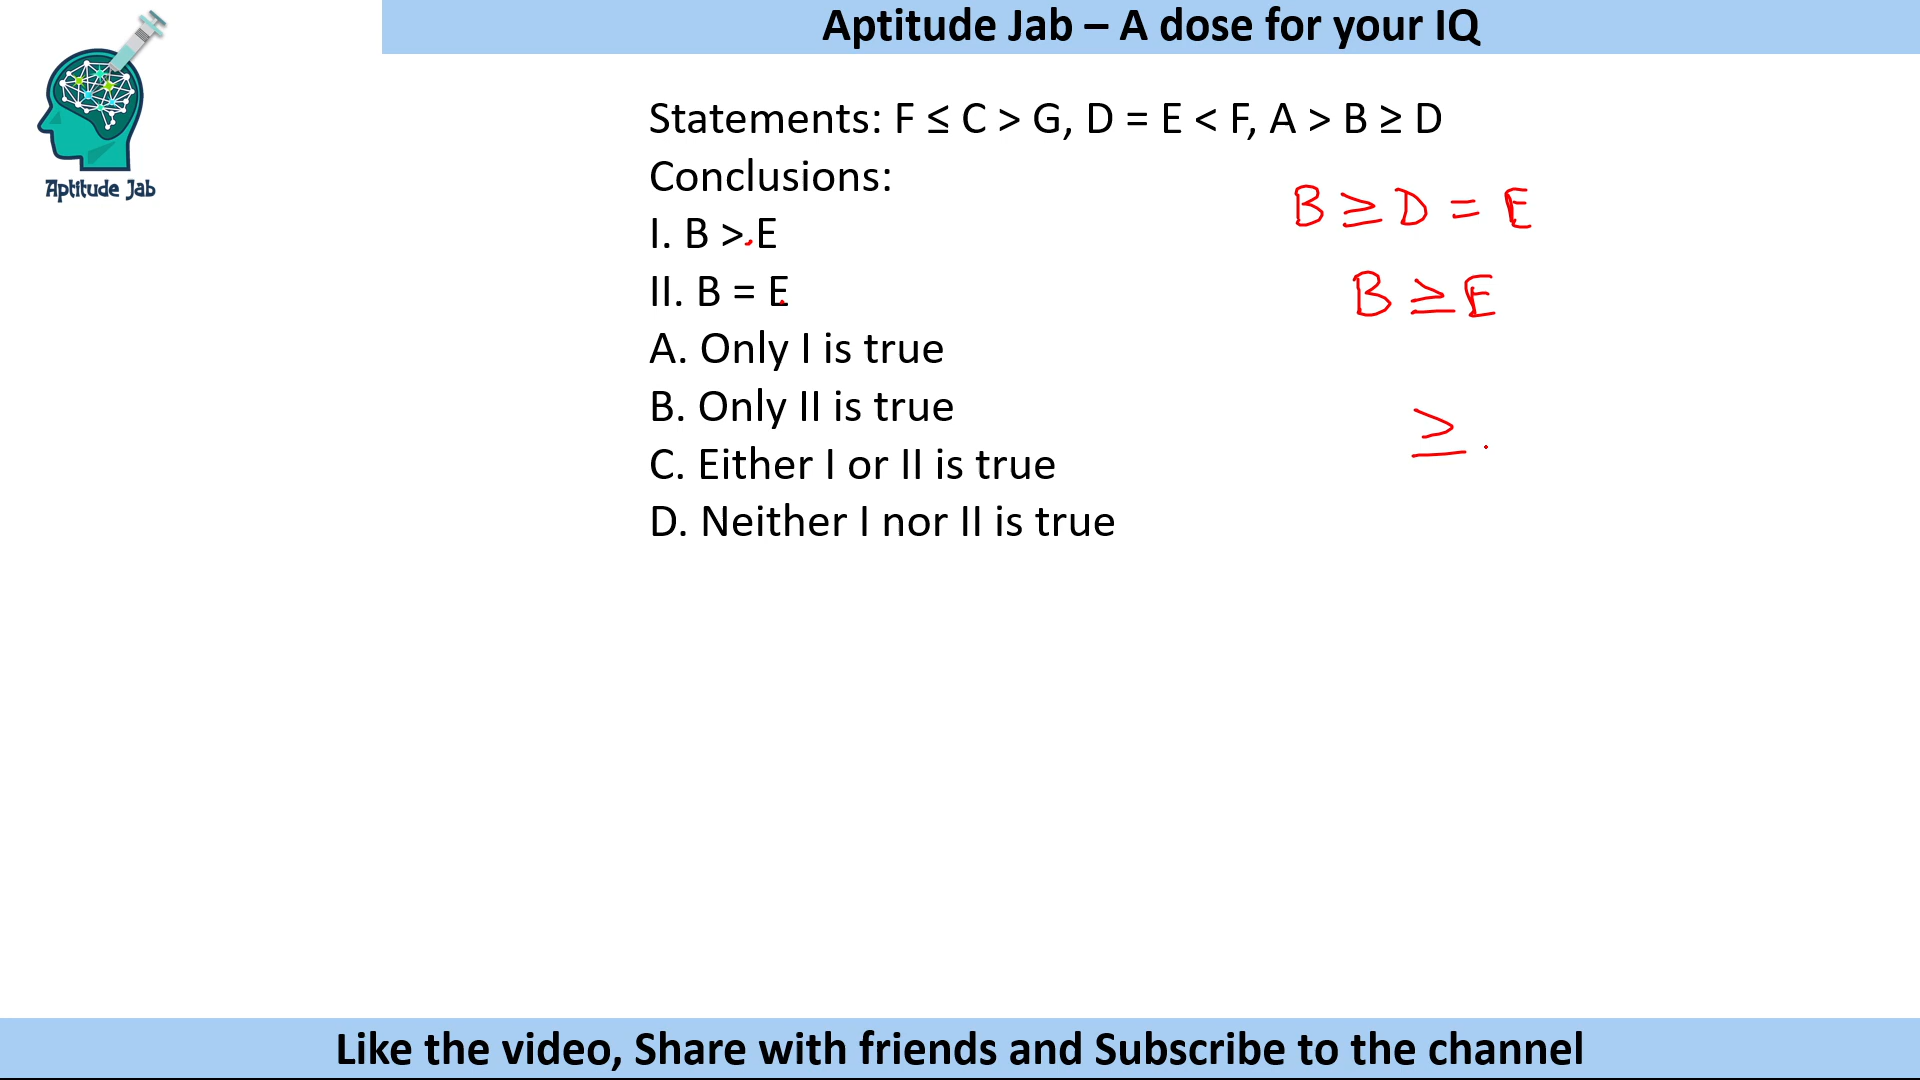 Aptitude Jab – A dose for your IQ
Aptitude Jab
Statements: F ≤ C > G, D = E < F, A > B ≥ D
Conclusions:
I. B > E
II. B = E
A. Only I is true
B. Only II is true
C. Either I or II is true
D. Neither I nor II is true
B ≥ D = E
B ≥ E
≥
Like the video, Share with friends and Subscribe to the channel